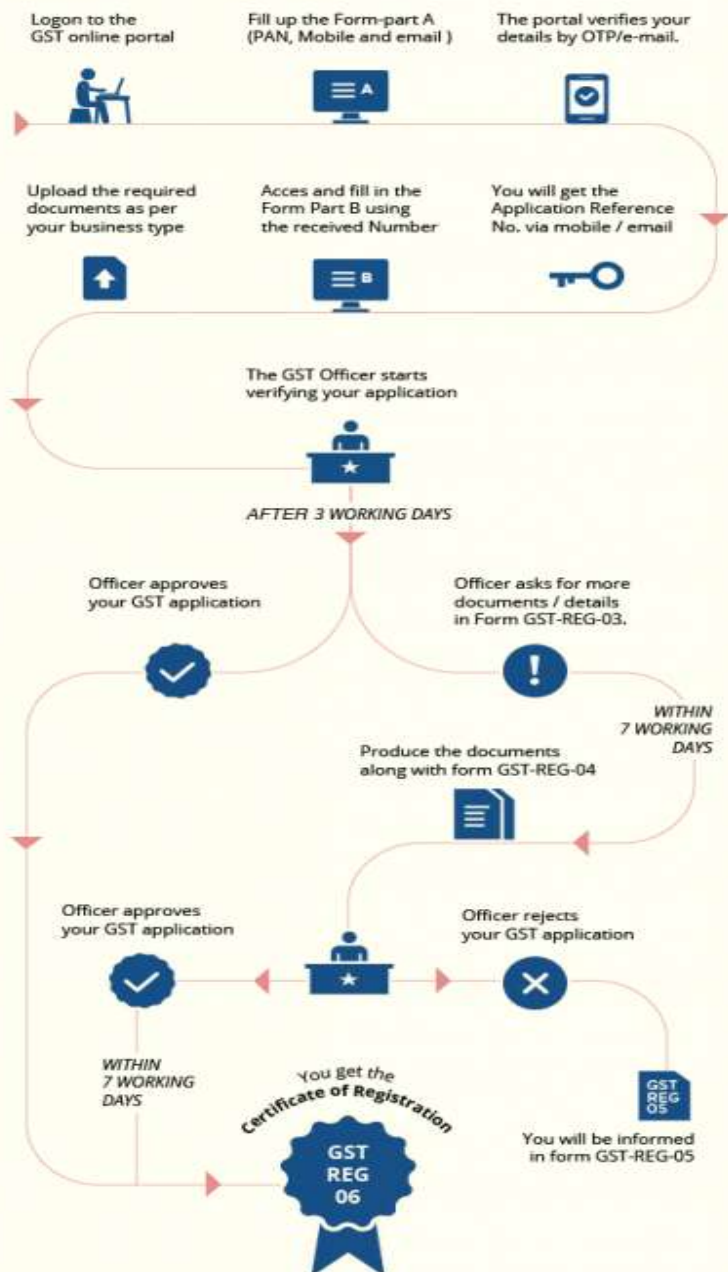 Logon to the
GST online portal
Fill up the Form-part A
(PAN, Mobile and email )
The portal verifies your
details by OTP/e-mail.
A
Upload the required
documents as per
your business type
Acces and fill in the
Form Part B using
the received Number
You will get the
Application Reference
No. via mobile / email
B
The GST Officer starts
verifying your application
AFTER 3 WORKING DAYS
Officer approves
your GST application
Officer asks for more
documents / details
in Form GST-REG-03.
!
WITHIN
7 WORKING
DAYS
Produce the documents
along with form GST-REG-04
Officer approves
your GST application
Officer rejects
your GST application
WITHIN
7 WORKING
DAYS
You get the
Certificate of Registration
GST
REG
06
GST
REG
05
You will be informed
in form GST-REG-05